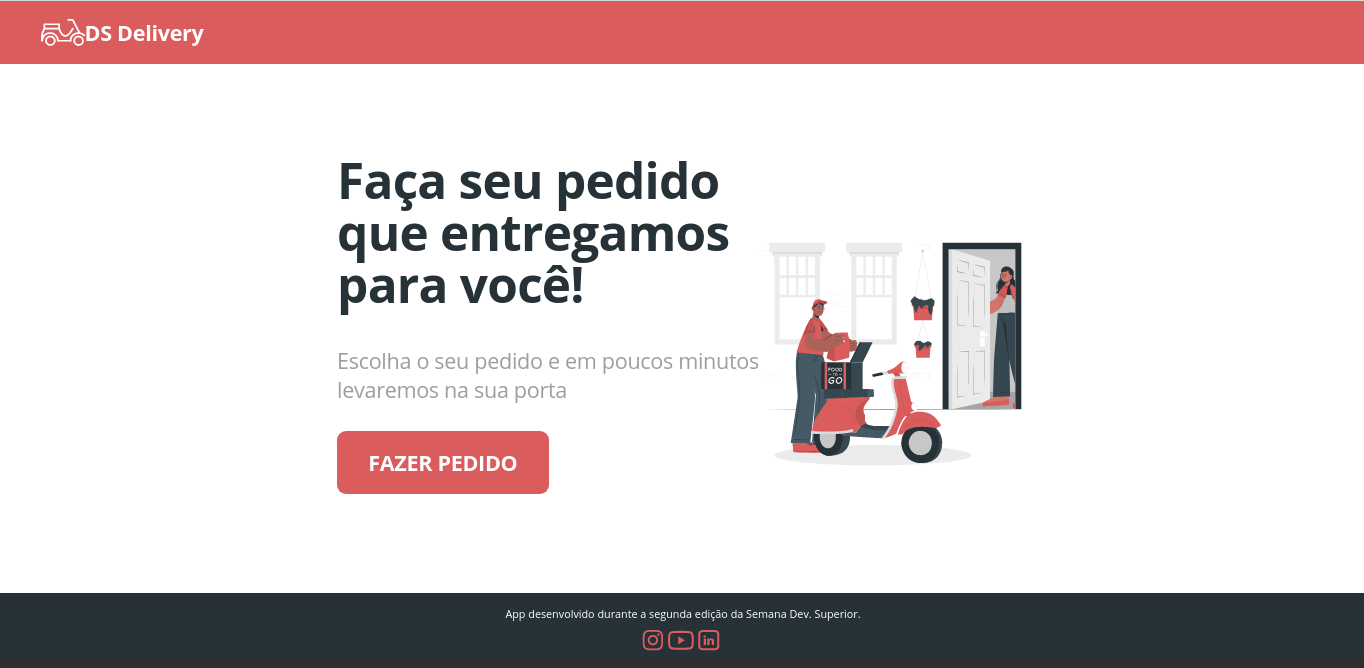 DS Delivery
Faça seu pedido
que entregamos
para você!
Escolha o seu pedido e em poucos minutos
levaremos na sua porta
FOOD
TO
GO
FAZER PEDIDO
App desenvolvido durante a segunda edição da Semana Dev. Superior.
in